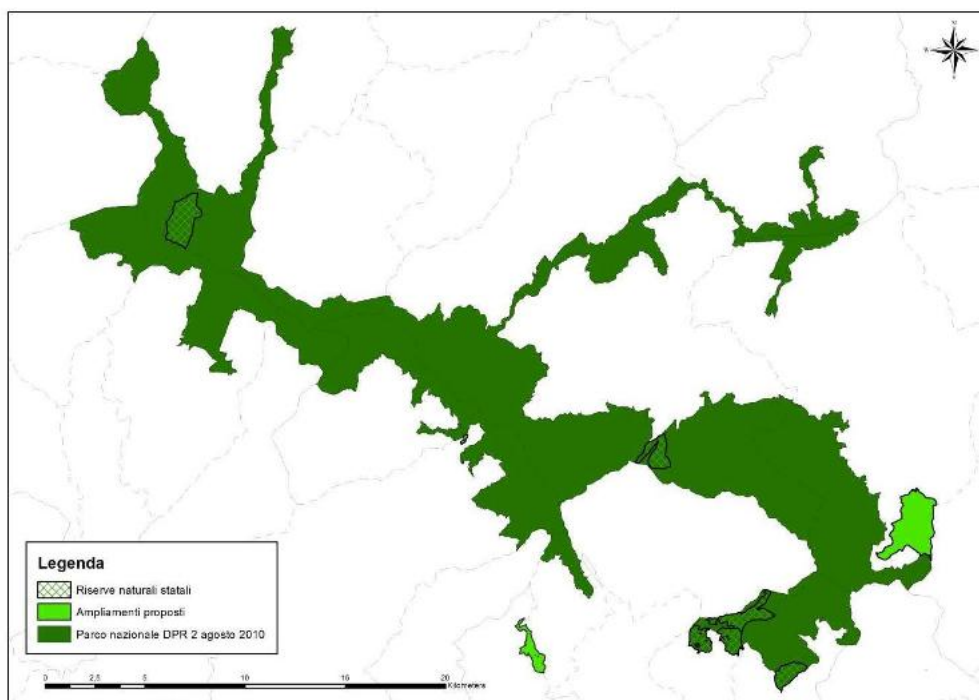 N
Legenda
Riserve naturali statali
Ampliamenti proposti
Parco nazionale DPR 2 agosto 2010
0 2,5 5 10 15 20
Kilometers